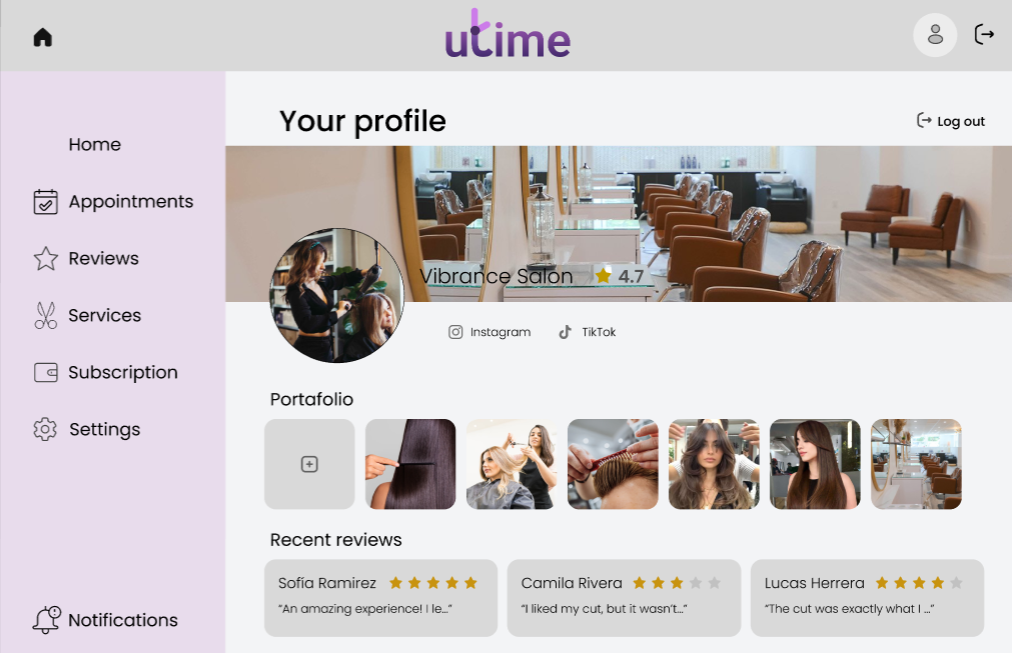 utime
Your profile
Log out
Home
Appointments
Reviews
Services
Subscription
Settings
Notifications
Vibrance Salon 4.7
Instagram TikTok
Portafolio
Recent reviews
Sofía Ramirez
“An amazing experience! I le...”
Camila Rivera
“I liked my cut, but it wasn’t...”
Lucas Herrera
“The cut was exactly what I ...”